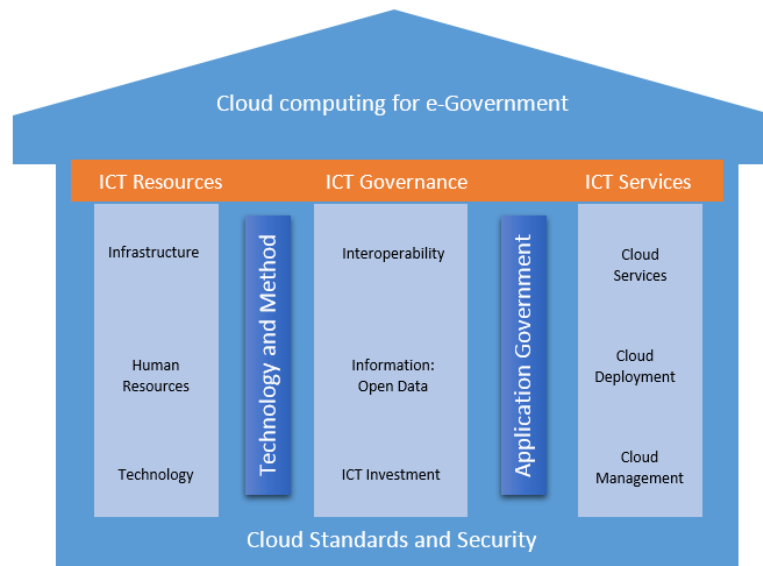 Cloud computing for e-Government
ICT Resources
ICT Governance
ICT Services
Infrastructure
Human
Resources
Technology
Technology and Method
Interoperability
Information:
Open Data
ICT Investment
Application Government
Cloud
Services
Cloud
Deployment
Cloud
Management
Cloud Standards and Security